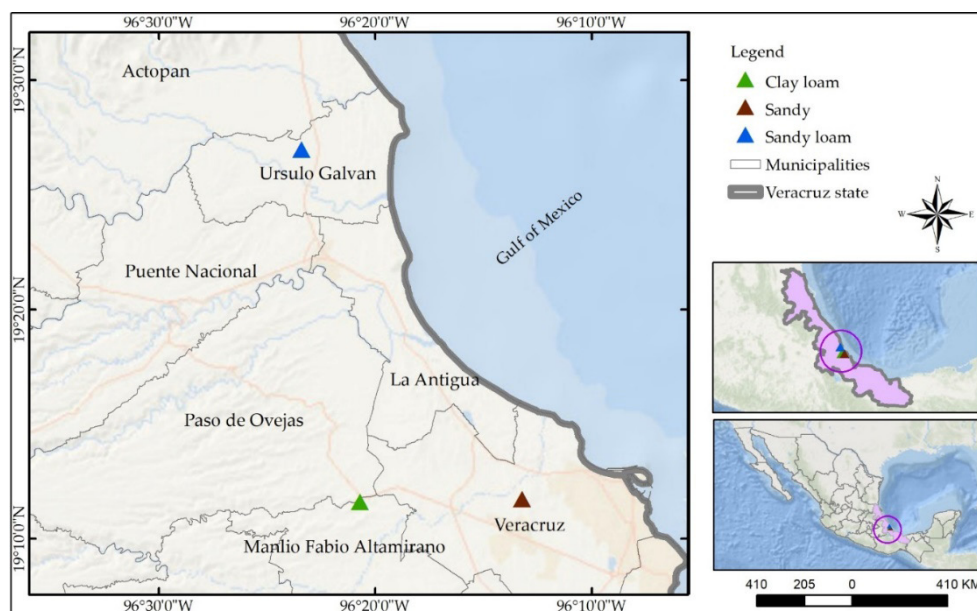 96°30'0"W 96°20'0"W 96°10'0"W
19°30'0"N
19°20'0"N
19°10'0"N
Actopan
Ursulo Galvan
Puente Nacional
Gulf of Mexico
La Antigua
Paso de Ovejas
Veracruz
Manlio Fabio Altamirano
96°30'0"W 96°20'0"W 96°10'0"W
Legend
Clay loam
Sandy
Sandy loam
Municipalities
Veracruz state
N
W E
S
410 205 0 410 KM